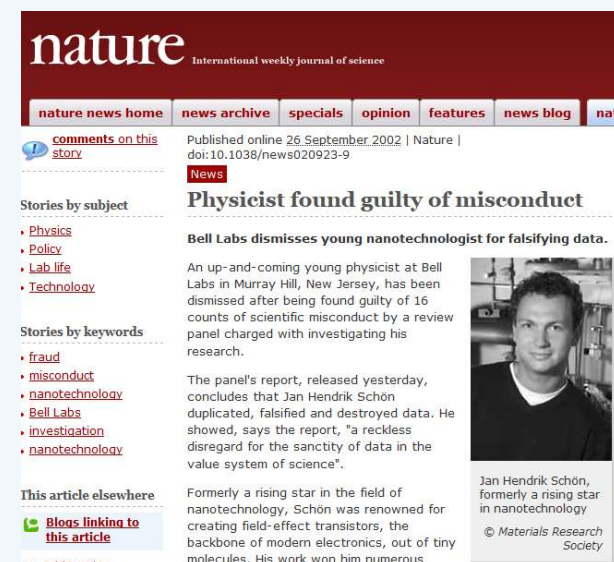 nature International weekly journal of science
nature news home news archive specials opinion features news blog
comments on this
story
Stories by subject
Physics
Policy
Lab life
Technology
Stories by keywords
fraud
misconduct
nanotechnology
Bell Labs
investigation
nanotechnology
This article elsewhere
Blogs linking to
this article
Published online 26 September 2002 | Nature |
doi:10.1038/news020923-9
News
Physicist found guilty of misconduct
Bell Labs dismisses young nanotechnologist for falsifying data.
An up-and-coming young physicist at Bell
Labs in Murray Hill, New Jersey, has been
dismissed after being found guilty of 16
counts of scientific misconduct by a review
panel charged with investigating his
research.
The panel's report, released yesterday,
concludes that Jan Hendrik Schön
duplicated, falsified and destroyed data. He
showed, says the report, "a reckless
disregard for the sanctity of data in the
value system of science".
Formerly a rising star in the field of
nanotechnology, Schön was renowned for
creating field-effect transistors, the
backbone of modern electronics, out of tiny
molecules. His work won him numerous
Jan Hendrik Schön,
formerly a rising star
in nanotechnology
© Materials Research
Society